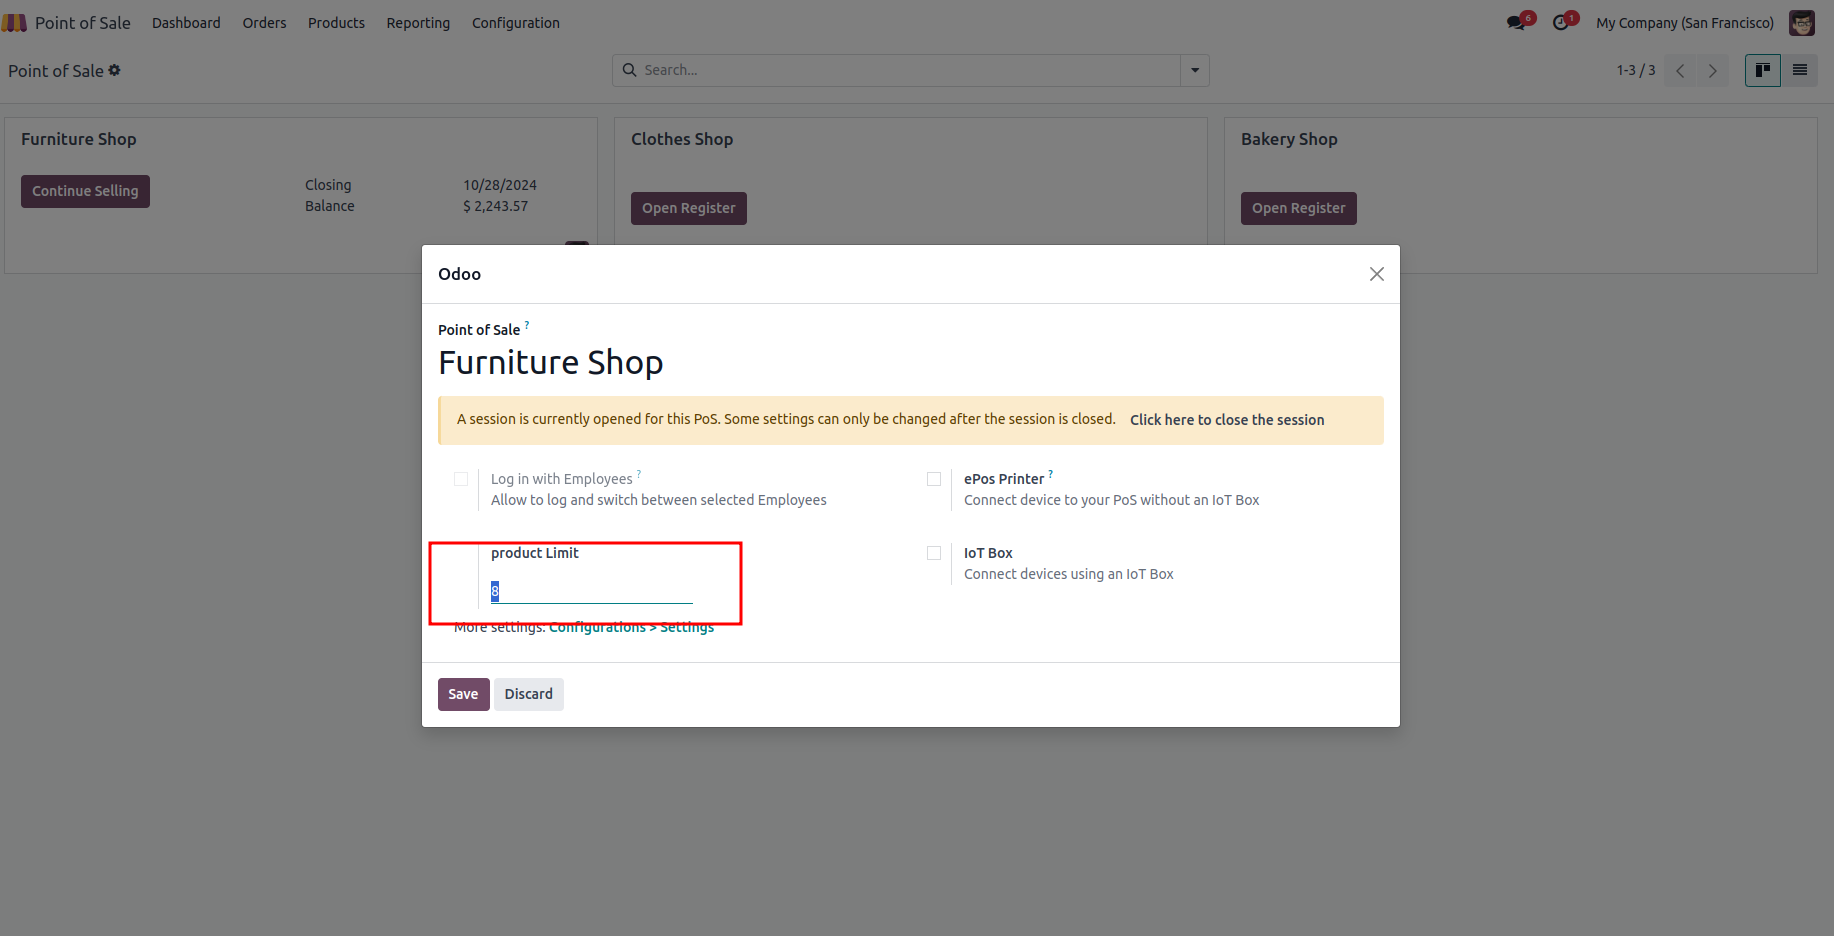 Point of Sale Dashboard Orders Products Reporting Configuration 6 1 My Company (San Francisco)
Point of Sale Search... 1-3 / 3
Furniture Shop Clothes Shop Bakery Shop
Continue Selling Closing 10/28/2024
Balance $ 2,243.57
Open Register Open Register
Odoo
Point of Sale ?
Furniture Shop
A session is currently opened for this PoS. Some settings can only be changed after the session is closed. Click here to close the session
Log in with Employees ?
Allow to log and switch between selected Employees
ePos Printer ?
Connect device to your PoS without an IoT Box
product Limit
8
IoT Box
Connect devices using an IoT Box
More settings: Configurations > Settings
Save Discard